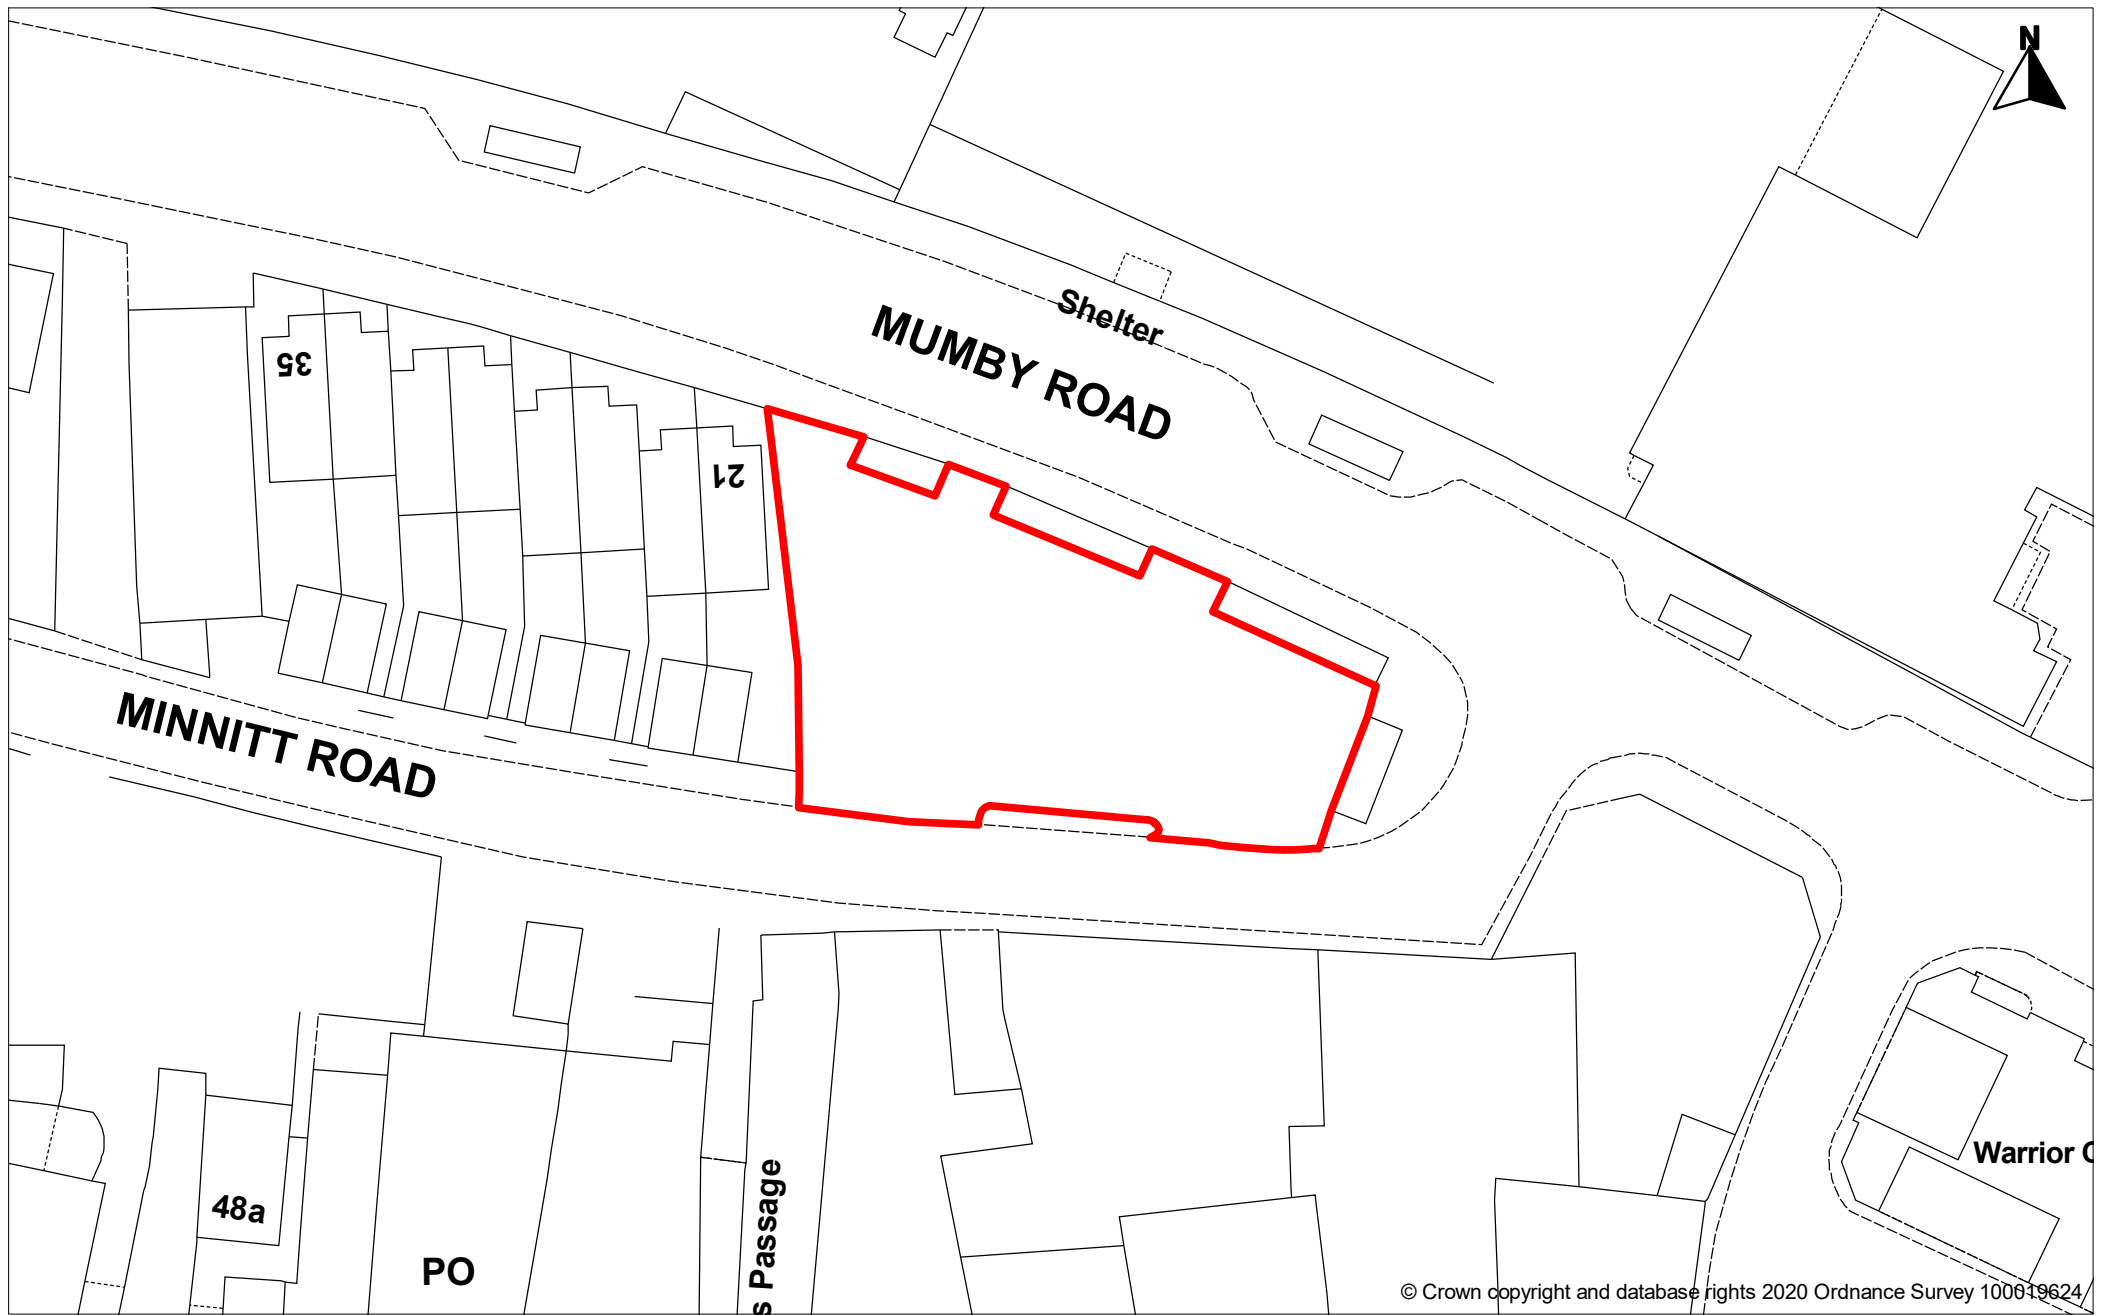 N
Shelter
MUMBY ROAD
35
21
MINNITT ROAD
Warrior
48a
s Passage
PO
© Crown copyright and database rights 2020 Ordnance Survey 100019624